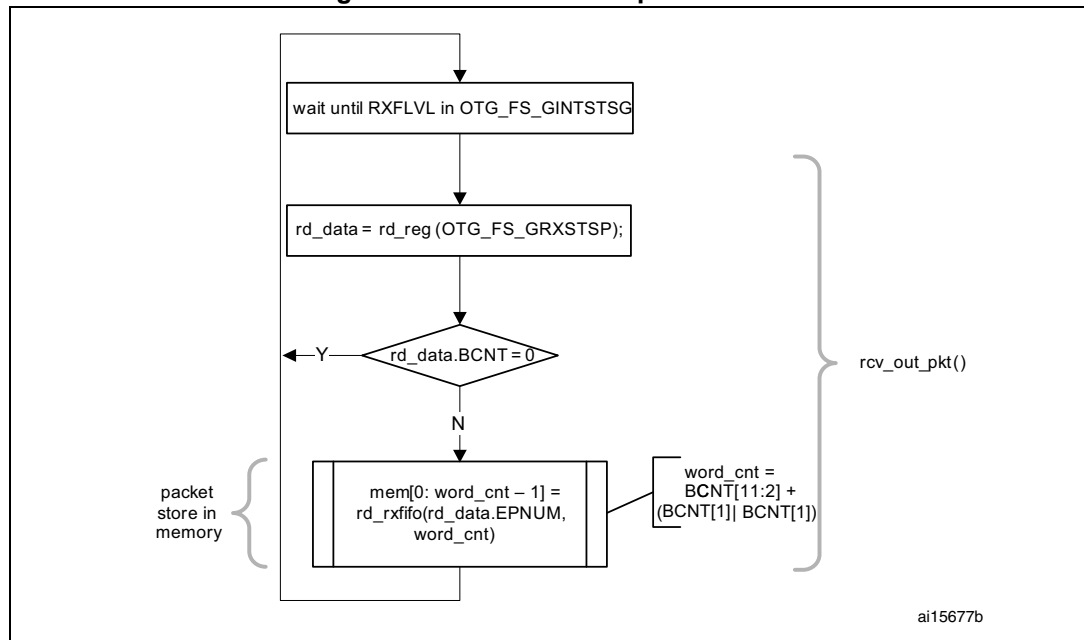 wait until RXFLVL in OTG_FS_GINTSTSG
rd_data = rd_reg (OTG_FS_GRXSTSP);
rd_data.BCNT = 0
Y
rcv_out_pkt()
N
packet
store in
memory
mem[0: word_cnt – 1] =
rd_rxfifo(rd_data.EPNUM,
word_cnt)
word_cnt =
BCNT[11:2] +
(BCNT[1]| BCNT[1])
ai15677b